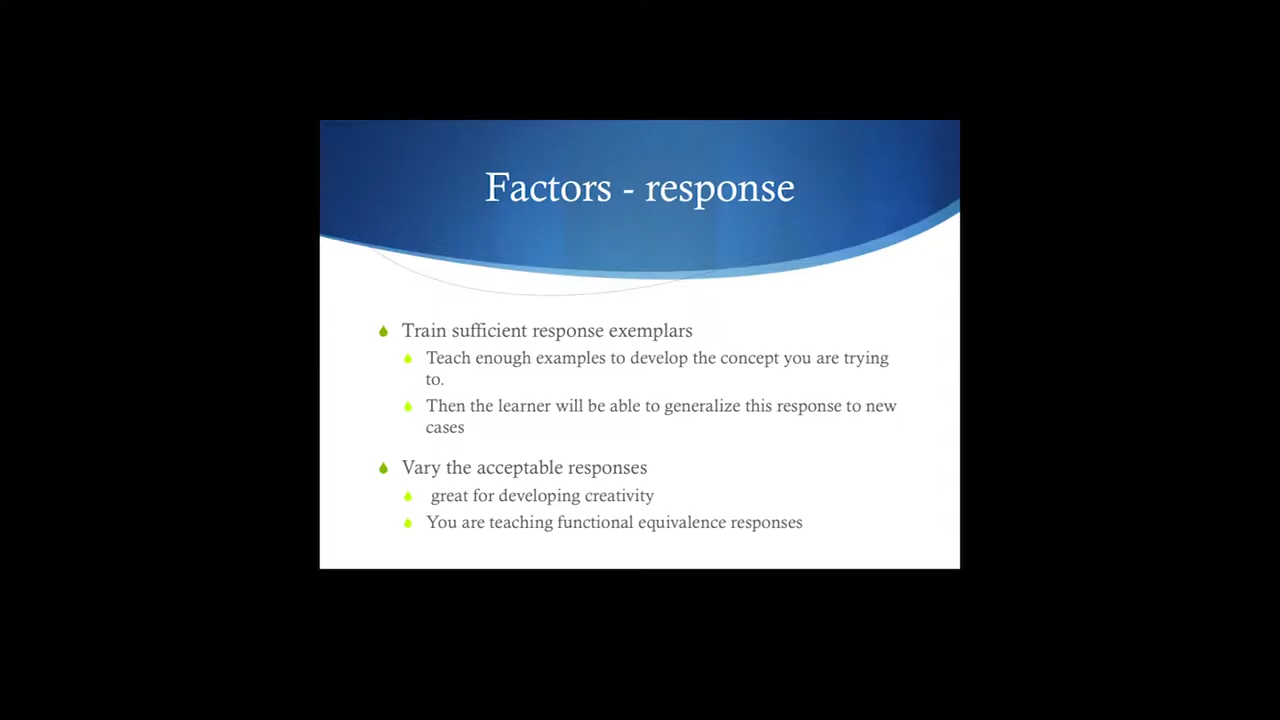 Factors - response
Train sufficient response exemplars
Teach enough examples to develop the concept you are trying
to.
Then the learner will be able to generalize this response to new
cases
Vary the acceptable responses
great for developing creativity
You are teaching functional equivalence responses